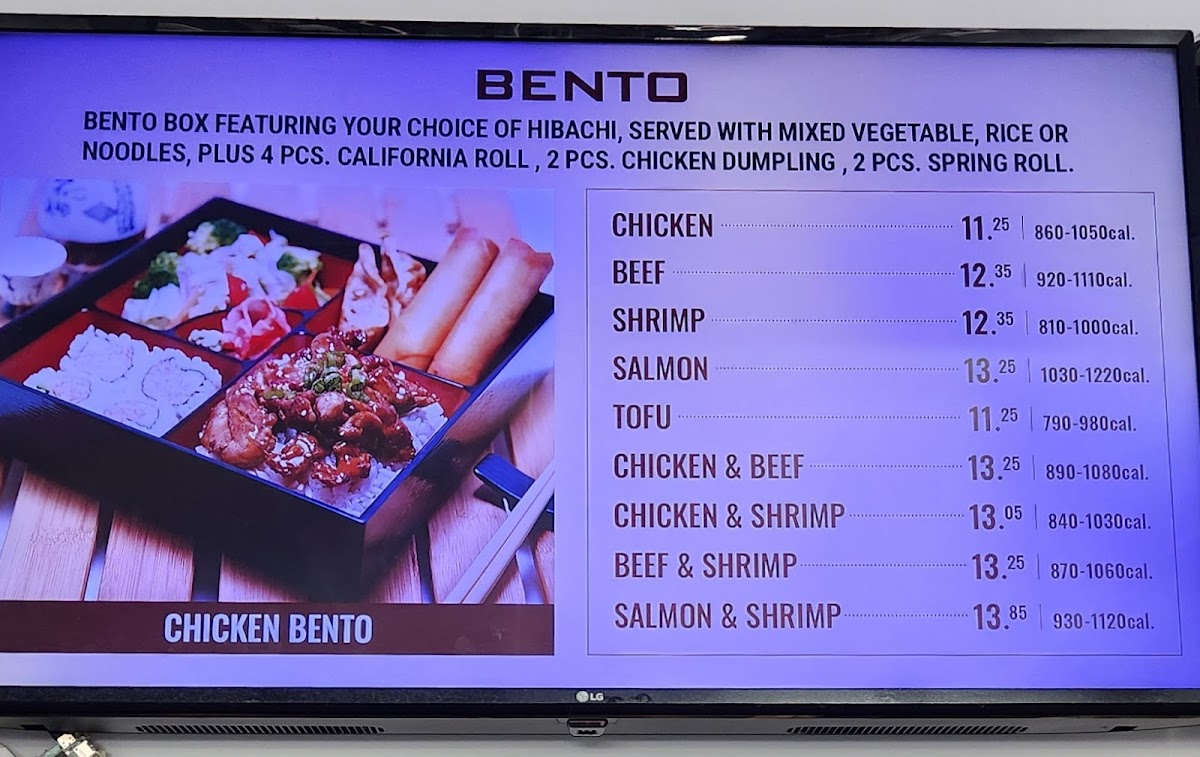 BENTO
BENTO BOX FEATURING YOUR CHOICE OF HIBACHI, SERVED WITH MIXED VEGETABLE, RICE OR
NOODLES, PLUS 4 PCS. CALIFORNIA ROLL , 2 PCS. CHICKEN DUMPLING , 2 PCS. SPRING ROLL.
CHICKEN 11.25 | 860-1050cal.
BEEF 12.35 | 920-1110cal.
SHRIMP 12.35 | 810-1000cal.
SALMON 13.25 | 1030-1220cal.
TOFU 11.25 | 790-980cal.
CHICKEN & BEEF 13.25 | 890-1080cal.
CHICKEN & SHRIMP 13.05 | 840-1030cal.
BEEF & SHRIMP 13.25 | 870-1060cal.
SALMON & SHRIMP 13.85 | 930-1120cal.
CHICKEN BENTO
LG